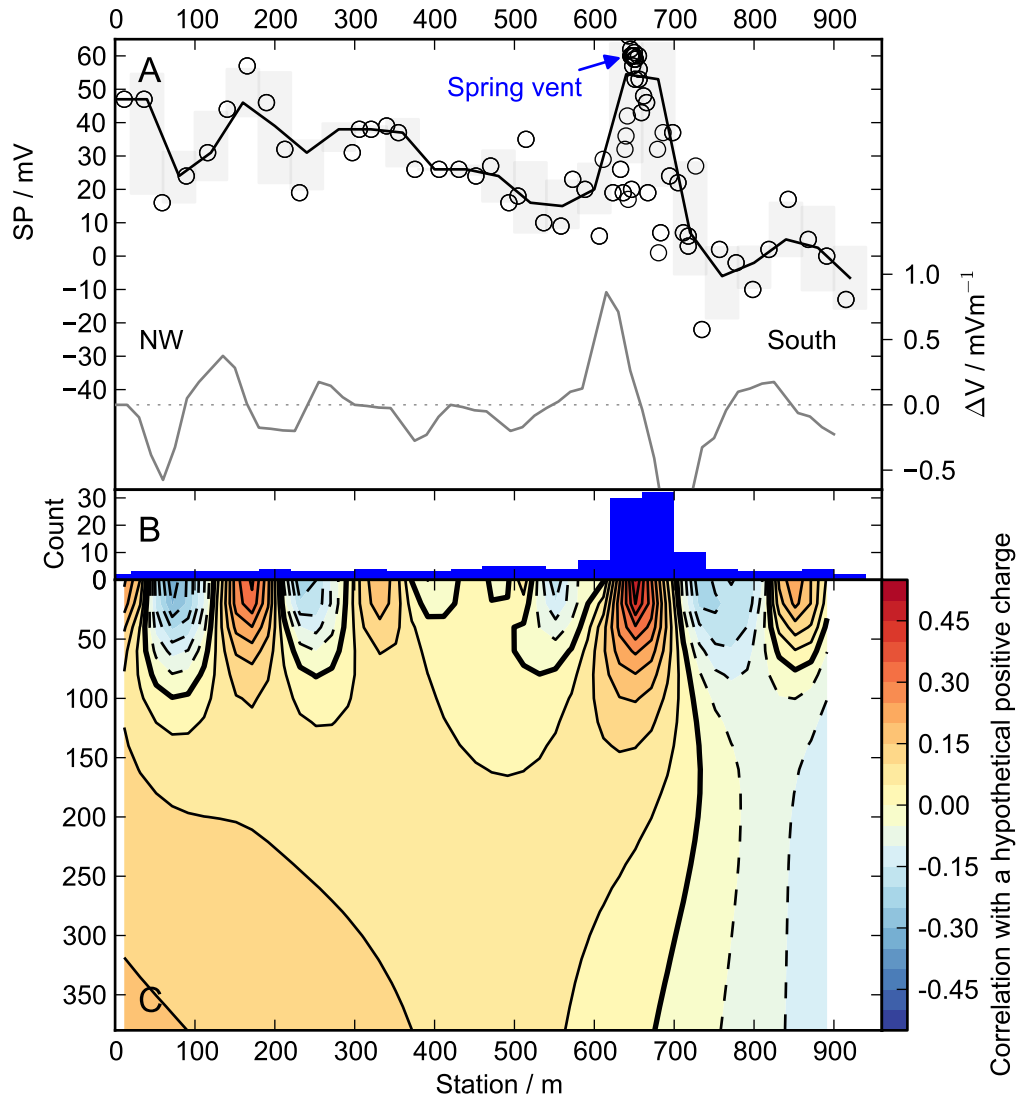 0 100 200 300 400 500 600 700 800 900
A
Spring vent
60
50
40
30
20
10
0
−10
−20
−30
−40
SP / mV
NW
South
1.0
0.5
0.0
−0.5
ΔV / mVm⁻¹
B
30
20
10
0
Count
50
100
150
200
250
300
350
C
0.45
0.30
0.15
0.00
-0.15
-0.30
-0.45
Correlation with a hypothetical positive charge
0 100 200 300 400 500 600 700 800 900
Station / m